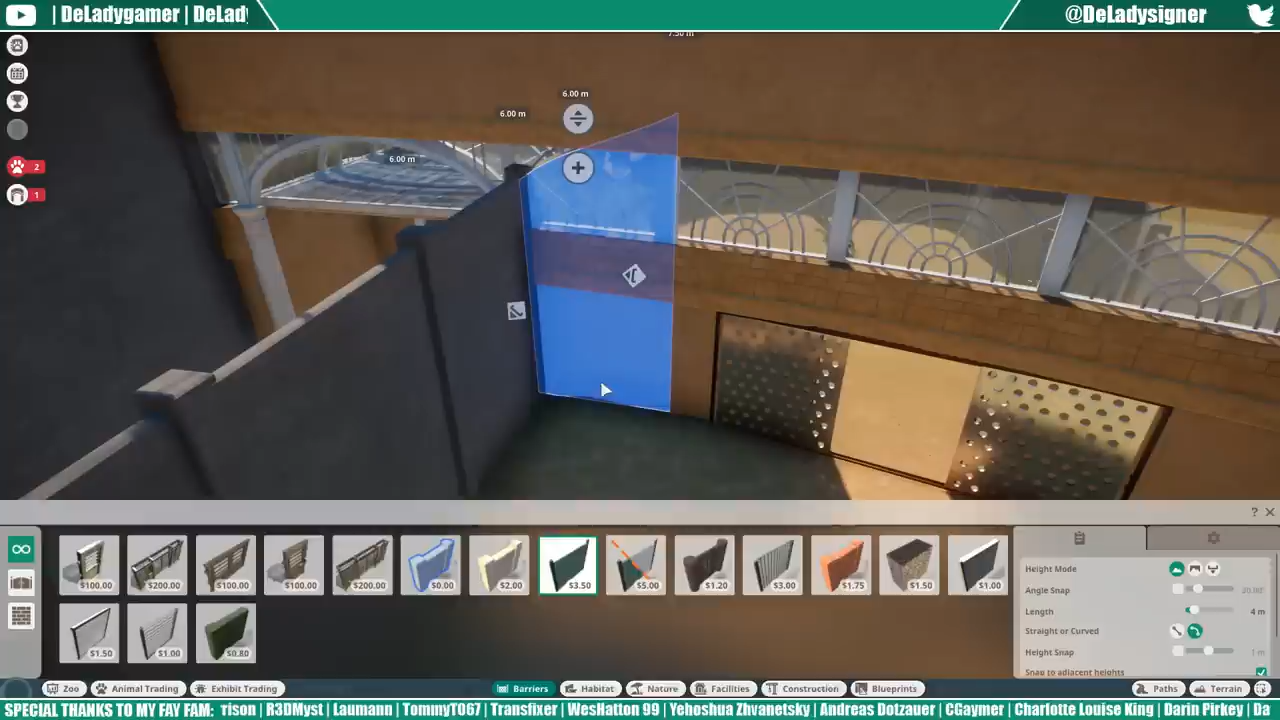 | DeLadygamer | DeLad
@DeLadysigner
7.50 m
6.00 m
6.00 m
6.00 m
2
1
? ×
$100.00 $200.00 $100.00 $100.00 $200.00 $0.00 $2.00 $3.50 $5.00 $1.20 $3.00 $1.75 $1.50 $1.00
$1.50 $1.00 $0.80
Height Mode
Angle Snap
Length 4 m
Straight or Curved
Height Snap 1 m
Snap to adjacent heights
Zoo Animal Trading Exhibit Trading Barriers Habitat Nature Facilities Construction Blueprints Paths Terrain
SPECIAL THANKS TO MY FAY FAM: rison | R3DMyst | Laumann | TommyTO67 | Transfixer | WesHatton 99 | Yehoshua Zhvanetsky | Andreas Dotzauer | CGaymer | Charlotte Louise King | Darin Pirkey | Da